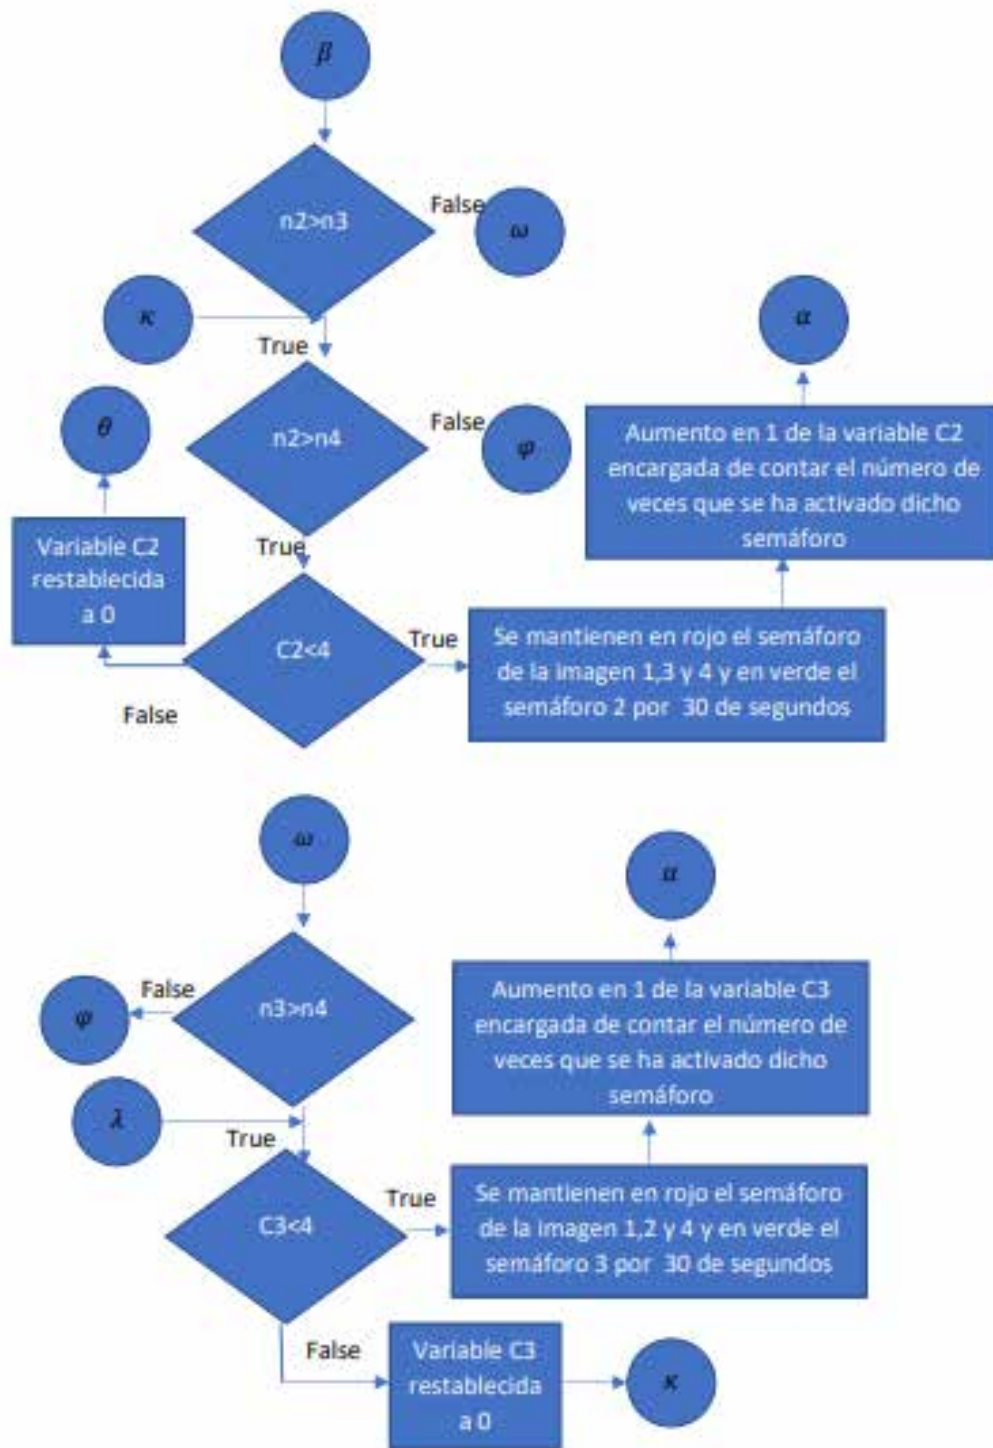 β
n2>n3
False
ω
κ
α
True
θ
n2>n4
False
φ
Aumento en 1 de la variable C2
encargada de contar el número de
veces que se ha activado dicho
semáforo
Variable C2
restablecida
a 0
True
C2<4
True
Se mantienen en rojo el semáforo
de la imagen 1,3 y 4 y en verde el
semáforo 2 por 30 de segundos
False
ω
α
n3>n4
False
φ
Aumento en 1 de la variable C3
encargada de contar el número de
veces que se ha activado dicho
semáforo
λ
True
C3<4
True
Se mantienen en rojo el semáforo
de la imagen 1,2 y 4 y en verde el
semáforo 3 por 30 de segundos
False
Variable C3
restablecida
a 0
κ